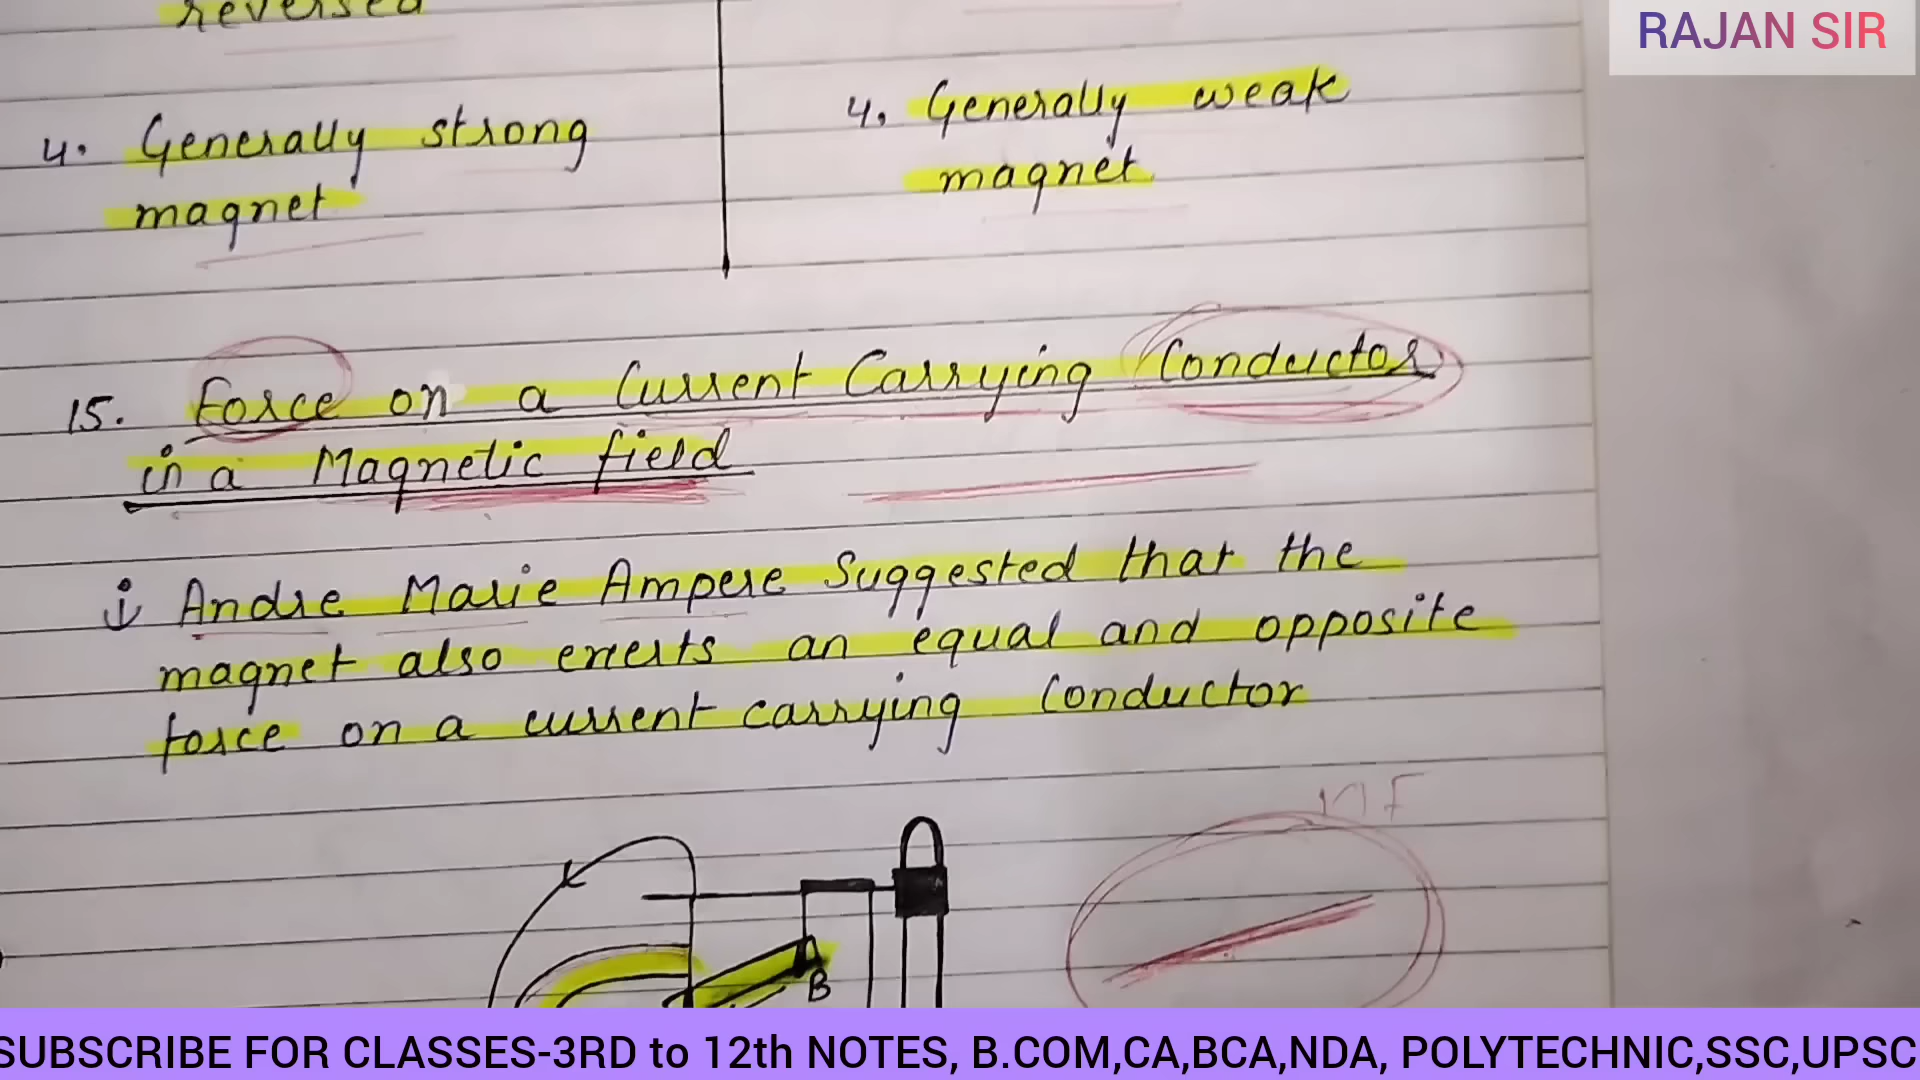 RAJAN SIR
reversed
4. Generally strong
magnet
4. Generally weak
magnet
15. Force on a Current Carrying Conductor
in a Magnetic field
i Andre Marie Ampere Suggested that the
magnet also exerts an equal and opposite
force on a current carrying Conductor
MF
B
SUBSCRIBE FOR CLASSES-3RD to 12th NOTES, B.COM,CA,BCA,NDA, POLYTECHNIC,SSC,UPSC